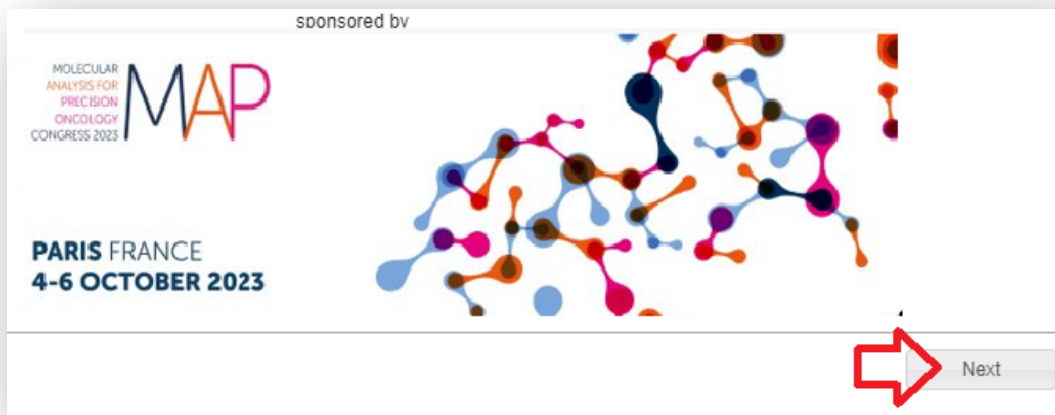 sponsored by
MOLECULAR
ANALYSIS FOR
PRECISION
ONCOLOGY
CONGRESS 2023
MAP
PARIS FRANCE
4-6 OCTOBER 2023
Next